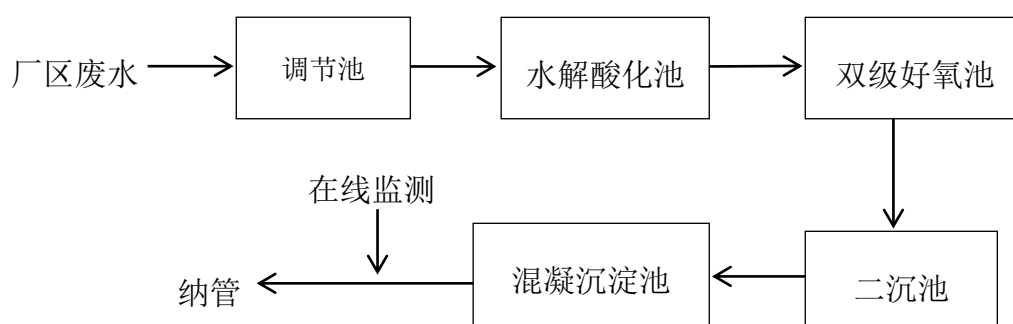 厂区废水
调节池
水解酸化池
双级好氧池
在线监测
纳管
混凝沉淀池
二沉池